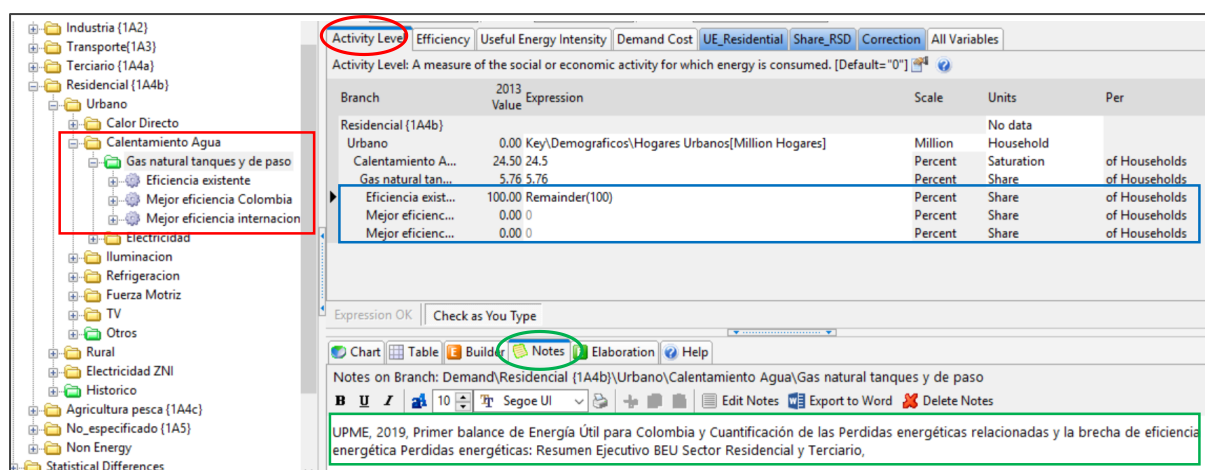 Industria {1A2}
Transporte{1A3}
Terciario {1A4a}
Residencial {1A4b}
Urbano
Calor Directo
Calentamiento Agua
Gas natural tanques y de paso
Eficiencia existente
Mejor eficiencia Colombia
Mejor eficiencia internacion
Electricidad
Iluminacion
Refrigeracion
Fuerza Motriz
TV
Otros
Rural
Electricidad ZNI
Historico
Agricultura pesca {1A4c}
No_especificado {1A5}
Non Energy
Statistical Differences
Activity Level Efficiency Useful Energy Intensity Demand Cost UE_Residential Share_RSD Correction All Variables
Activity Level: A measure of the social or economic activity for which energy is consumed. [Default="0"]
Branch 2013 Value Expression Scale Units Per
Residencial {1A4b} No data
Urbano 0.00 Key\Demograficos\Hogares Urbanos[Million Hogares] Million Household
Calentamiento A... 24.50 24.5 Percent Saturation of Households
Gas natural tan... 5.76 5.76 Percent Share of Households
Eficiencia exist... 100.00 Remainder(100) Percent Share of Households
Mejor eficienc... 0.00 0 Percent Share of Households
Mejor eficienc... 0.00 0 Percent Share of Households
Expression OK Check as You Type
Chart Table Builder Notes Elaboration Help
Notes on Branch: Demand\Residencial {1A4b}\Urbano\Calentamiento Agua\Gas natural tanques y de paso
B U I 10 Segoe UI Edit Notes Export to Word Delete Notes
UPME, 2019, Primer balance de Energía Útil para Colombia y Cuantificación de las Perdidas energéticas relacionadas y la brecha de eficiencia
energética Perdidas energéticas: Resumen Ejecutivo BEU Sector Residencial y Terciario,